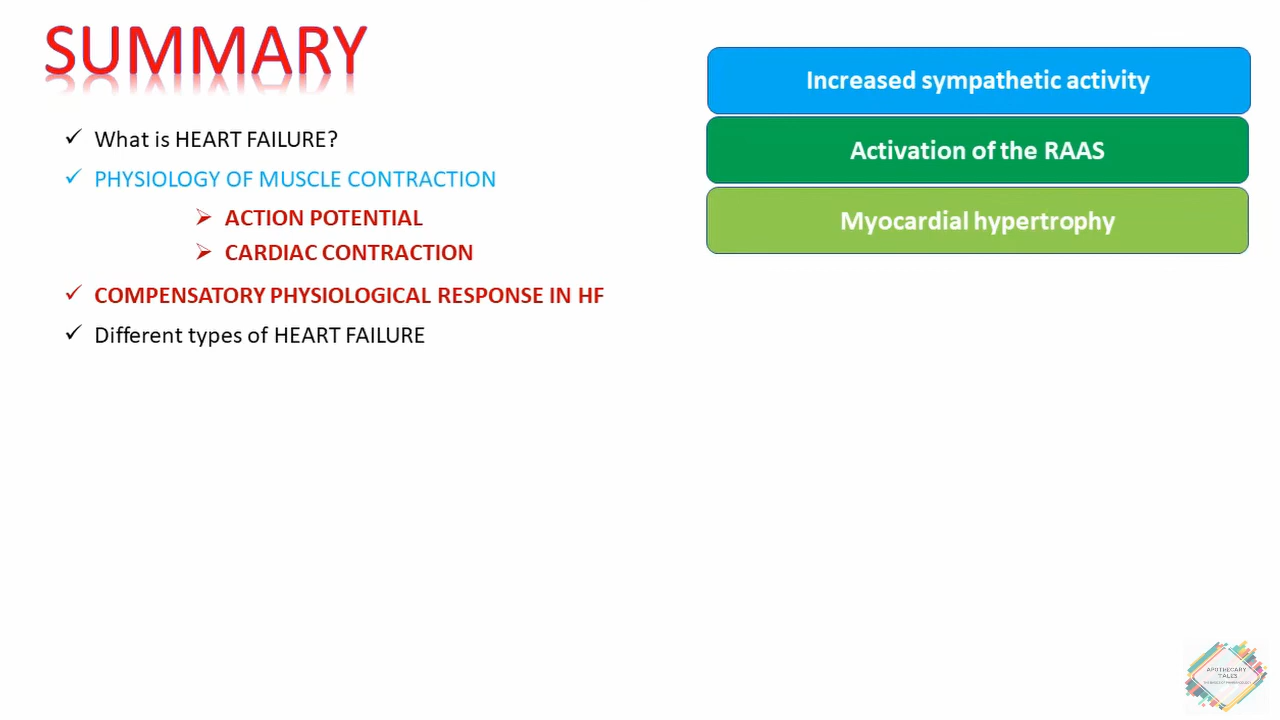 SUMMARY
What is HEART FAILURE?
PHYSIOLOGY OF MUSCLE CONTRACTION
ACTION POTENTIAL
CARDIAC CONTRACTION
COMPENSATORY PHYSIOLOGICAL RESPONSE IN HF
Different types of HEART FAILURE
Increased sympathetic activity
Activation of the RAAS
Myocardial hypertrophy
APOTHECARY
TALES